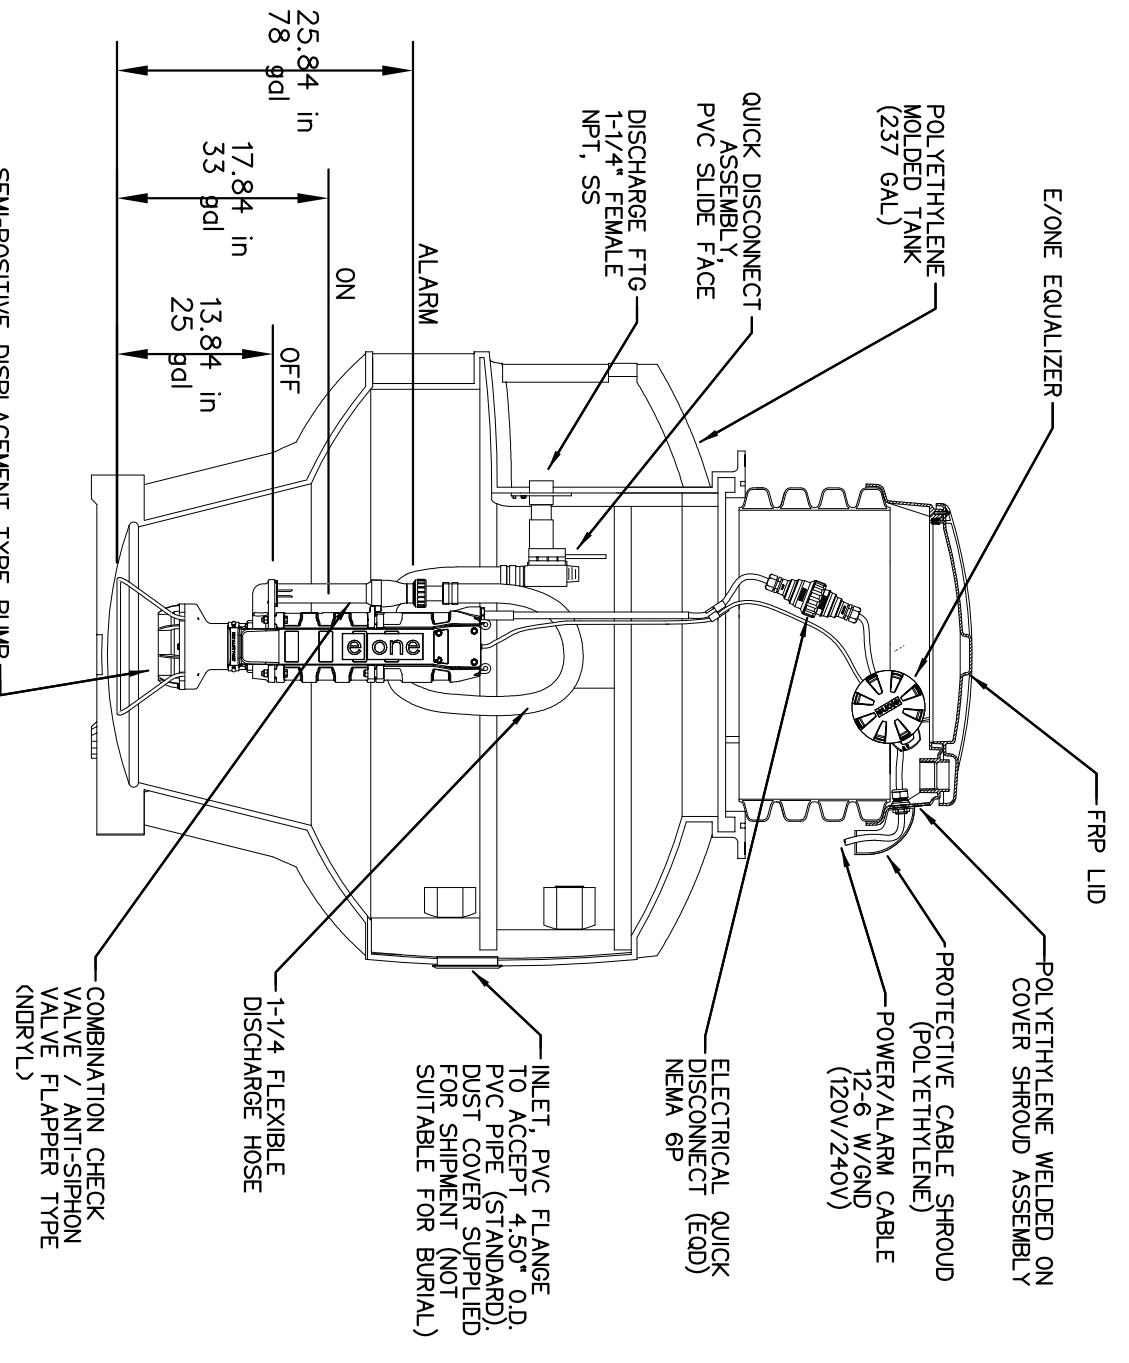 E/ONE EQUALIZER
FRP LID
POLYETHYLENE WELDED ON
COVER SHROUD ASSEMBLY
PROTECTIVE CABLE SHROUD
(POLYETHYLENE)
POWER/ALARM CABLE
12-6 W/GND
(120V/240V)
POLYETHYLENE
MOLDED TANK
(237 GAL)
QUICK DISCONNECT
ASSEMBLY,
PVC SLIDE FACE
DISCHARGE FTG
1-1/4" FEMALE
NPT, SS
ELECTRICAL QUICK
DISCONNECT (EQD)
NEMA 6P
INLET, PVC FLANGE
TO ACCEPT 4.50" O.D.
PVC PIPE (STANDARD).
DUST COVER SUPPLIED
FOR SHIPMENT (NOT
SUITABLE FOR BURIAL)
1-1/4 FLEXIBLE
DISCHARGE HOSE
COMBINATION CHECK
VALVE / ANTI-SIPHON
VALVE FLAPPER TYPE
(NORYL)
ALARM
ON
OFF
25.84 in
78 gal
17.84 in
33 gal
13.84 in
25 gal
e one
SEMI-POSITIVE DISPLACEMENT TYPE PUMP